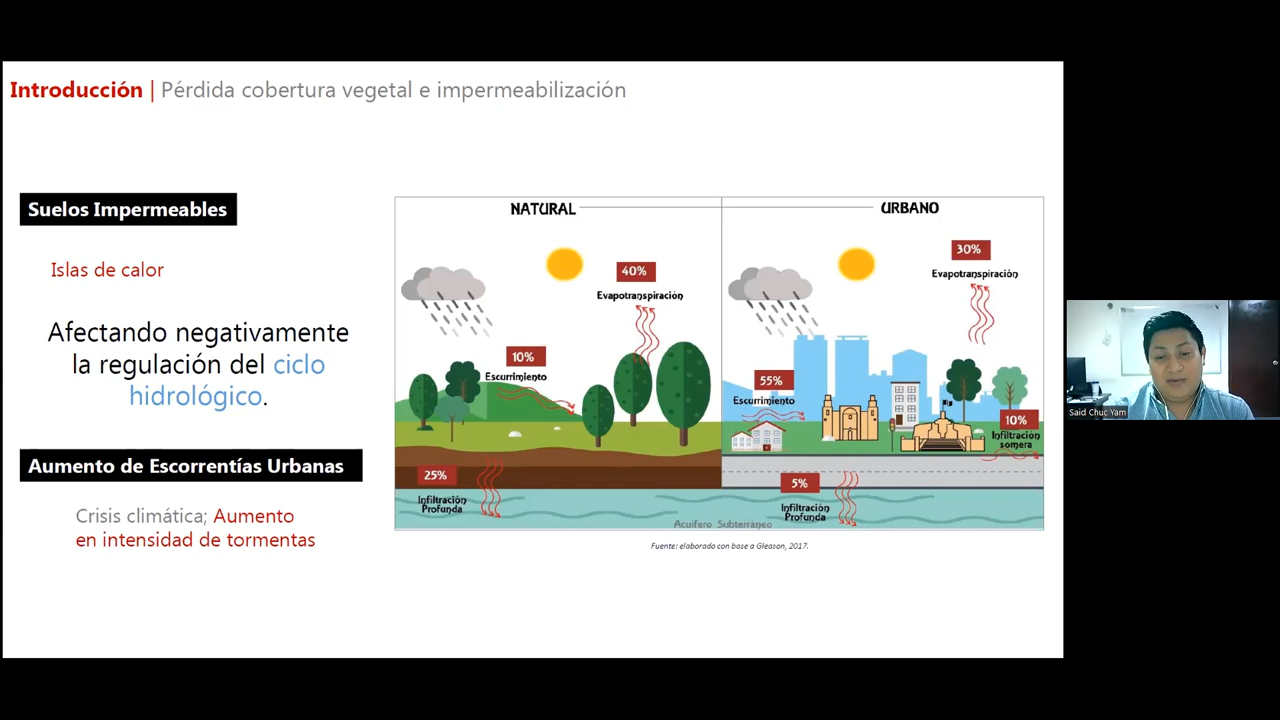 Introducción | Pérdida cobertura vegetal e impermeabilización
Suelos Impermeables
Islas de calor
Afectando negativamente
la regulación del ciclo
hidrológico.
Aumento de Escorrentías Urbanas
Crisis climática; Aumento
en intensidad de tormentas
NATURAL
40%
Evapotranspiración
10%
Escurrimiento
25%
Infiltración
Profunda
URBANO
30%
Evapotranspiración
55%
Escurrimiento
10%
Infiltración
somera
5%
Infiltración
Profunda
Acuífero Subterráneo
Fuente: elaborado con base a Gleason, 2017.
Said Chuc Yam